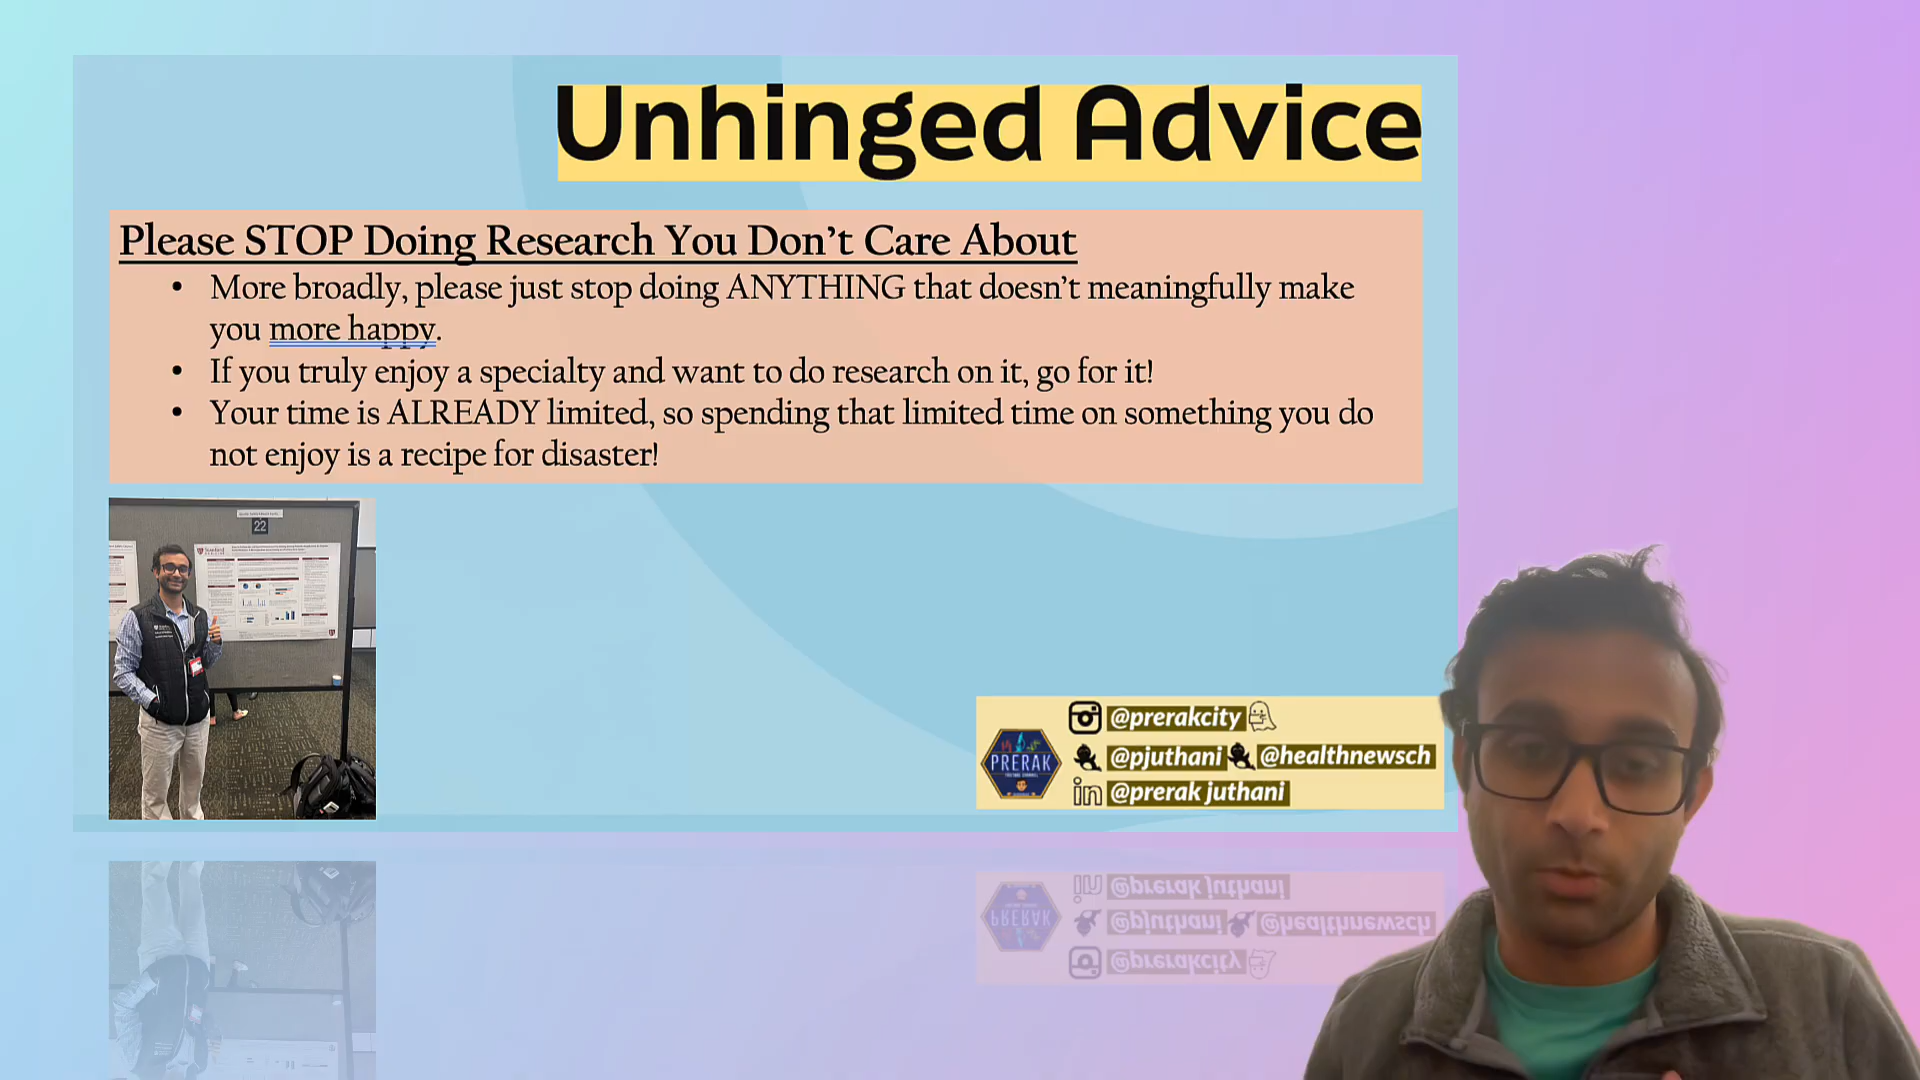 Unhinged Advice
Please STOP Doing Research You Don't Care About
• More broadly, please just stop doing ANYTHING that doesn't meaningfully make
you more happy.
• If you truly enjoy a specialty and want to do research on it, go for it!
• Your time is ALREADY limited, so spending that limited time on something you do
not enjoy is a recipe for disaster!
22
PRERAK
@prerakcity
@pjuthani @healthnewsch
in @prerak juthani